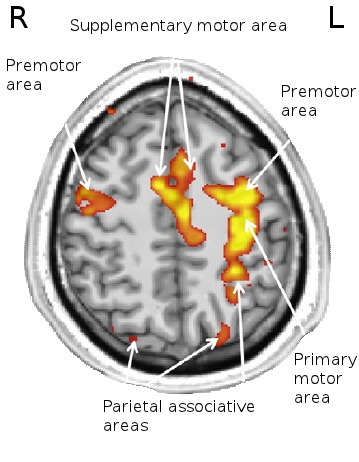 R
L
Supplementary motor area
Premotor
area
Premotor
area
Primary
motor
area
Parietal associative
areas